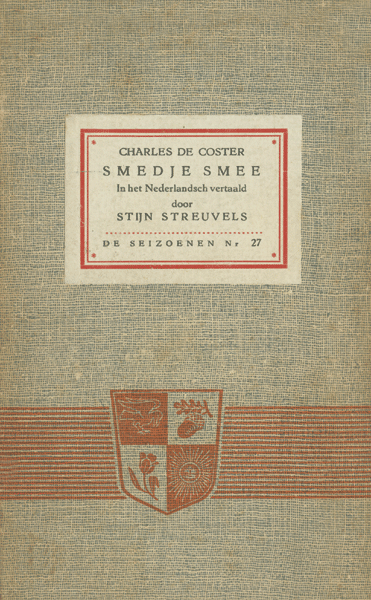 CHARLES DE COSTER
SMEDJE SMEE
In het Nederlandsch vertaald
door
STIJN STREUVELS
DE SEIZOENEN Nr 27